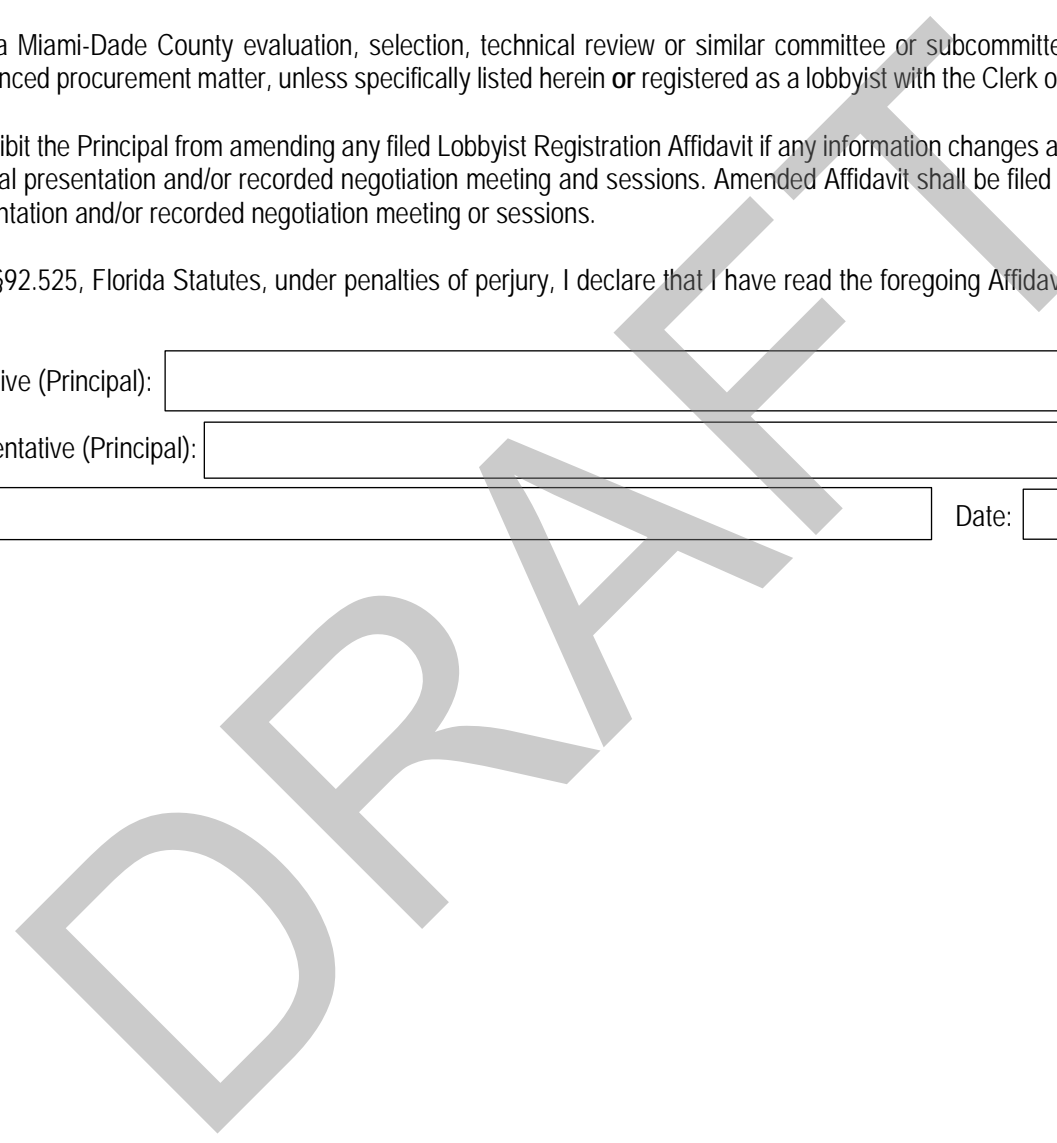 a Miami-Dade County evaluation, selection, technical review or similar committee or subcommitte
nced procurement matter, unless specifically listed herein or registered as a lobbyist with the Clerk o
ibit the Principal from amending any filed Lobbyist Registration Affidavit if any information changes a
al presentation and/or recorded negotiation meeting and sessions. Amended Affidavit shall be filed
ntation and/or recorded negotiation meeting or sessions.
§92.525, Florida Statutes, under penalties of perjury, I declare that I have read the foregoing Affidav
ive (Principal):
entative (Principal):
Date:
DRAFT